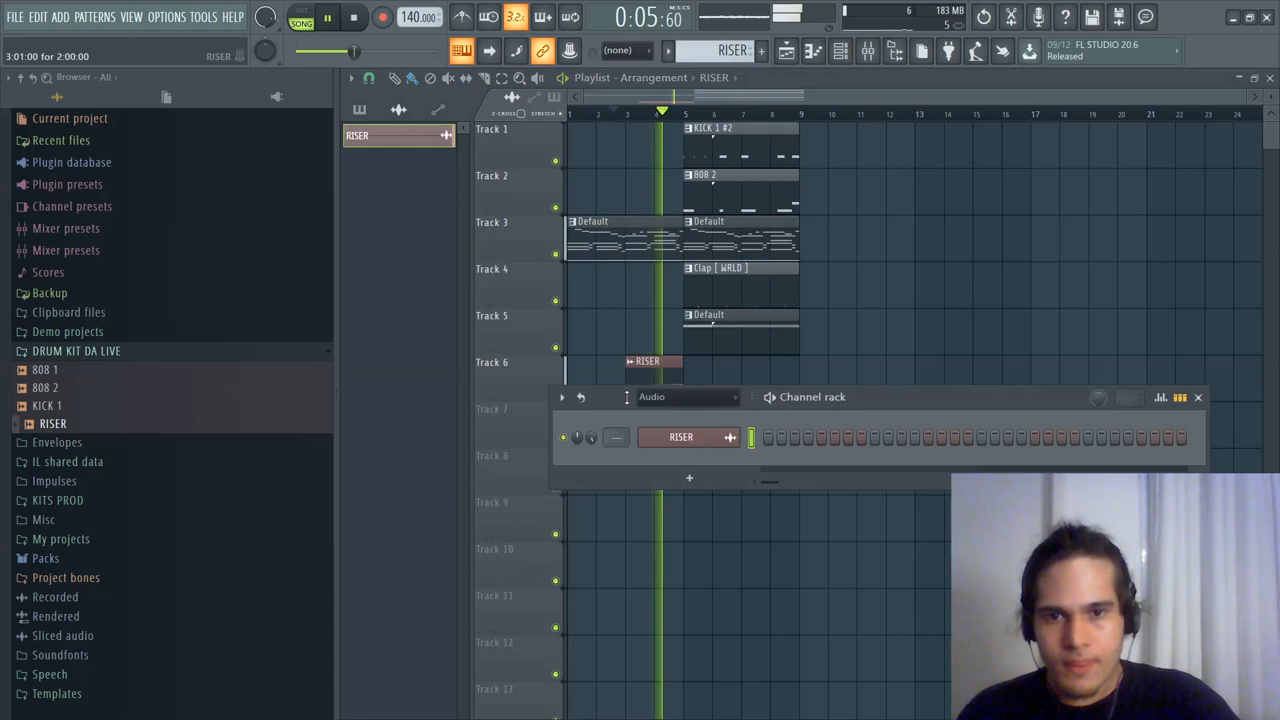 FILE EDIT ADD PATTERNS VIEW OPTIONS TOOLS HELP
3:01:00 for 2:00:00
RISER
PAT
SONG
140.000
3.2.
0:05:60
M:S:CS
6
183 MB
5
(none)
RISER
09/12 FL STUDIO 20.6
Released
Browser - All
Playlist - Arrangement
RISER
Current project
Recent files
Plugin database
Plugin presets
Channel presets
Mixer presets
Mixer presets
Scores
Backup
Clipboard files
Demo projects
DRUM KIT DA LIVE
808 1
808 2
KICK 1
RISER
Envelopes
IL shared data
Impulses
KITS PROD
Misc
My projects
Packs
Project bones
Recorded
Rendered
Sliced audio
Soundfonts
Speech
Templates
RISER
Z-CROSS
STRETCH
1 2 3 4 5 6 7 8 9 10 11 12 13 14 15 16 17 18 19 20 21 22 23 24
Track 1
KICK 1 #2
Track 2
808 2
Track 3
Default
Default
Track 4
Clap [ WRLD ]
Track 5
Default
Track 6
RISER
Track 7
Track 8
Track 9
Track 10
Track 11
Track 12
Track 13
Audio
Channel rack
RISER